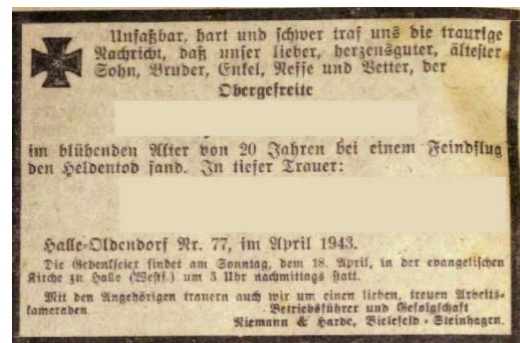 Unfaßbar, hart und schwer traf uns die traurige
Nachricht, daß unser lieber, herzensguter, ältester
Sohn, Bruder, Enkel, Neffe und Vetter, der
Obergefreite
im blühenden Alter von 20 Jahren bei einem Feindflug
den Heldentod fand. In tiefer Trauer:
Halle-Oldendorf Nr. 77, im April 1943.
Die Gedenkfeier findet am Sonntag, dem 18. April, in der evangelischen
Kirche zu Halle (Westf.) um 3 Uhr nachmittags statt.
Mit den Angehörigen trauern auch wir um einen lieben, treuen Arbeits-
kameraden. Betriebsführer und Gefolgschaft
Niemann & Harde, Bielefeld-Steinhagen.